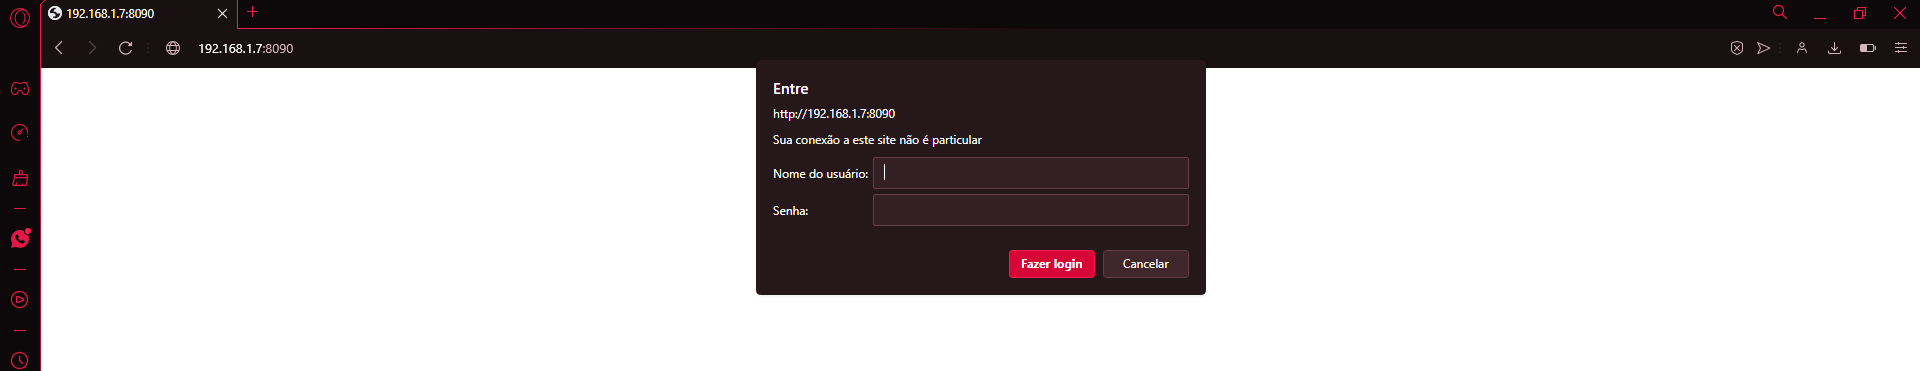 192.168.1.7:8090
192.168.1.7:8090
Entre
http://192.168.1.7:8090
Sua conexão a este site não é particular
Nome do usuário:
Senha:
Fazer login Cancelar